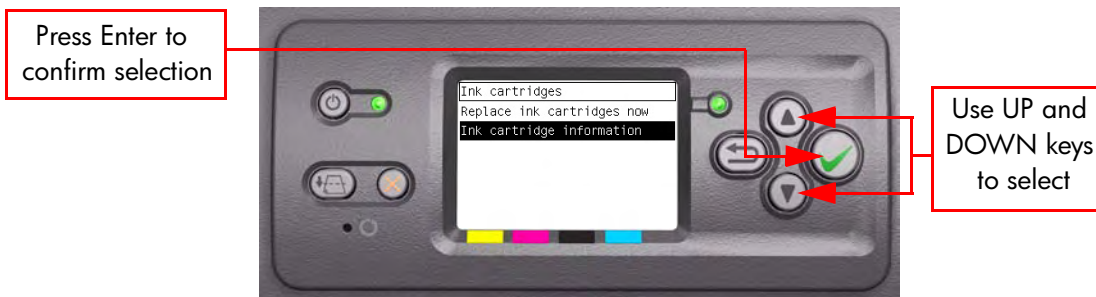 Press Enter to
confirm selection
Ink cartridges
Replace ink cartridges now
Ink cartridge information
Use UP and
DOWN keys
to select